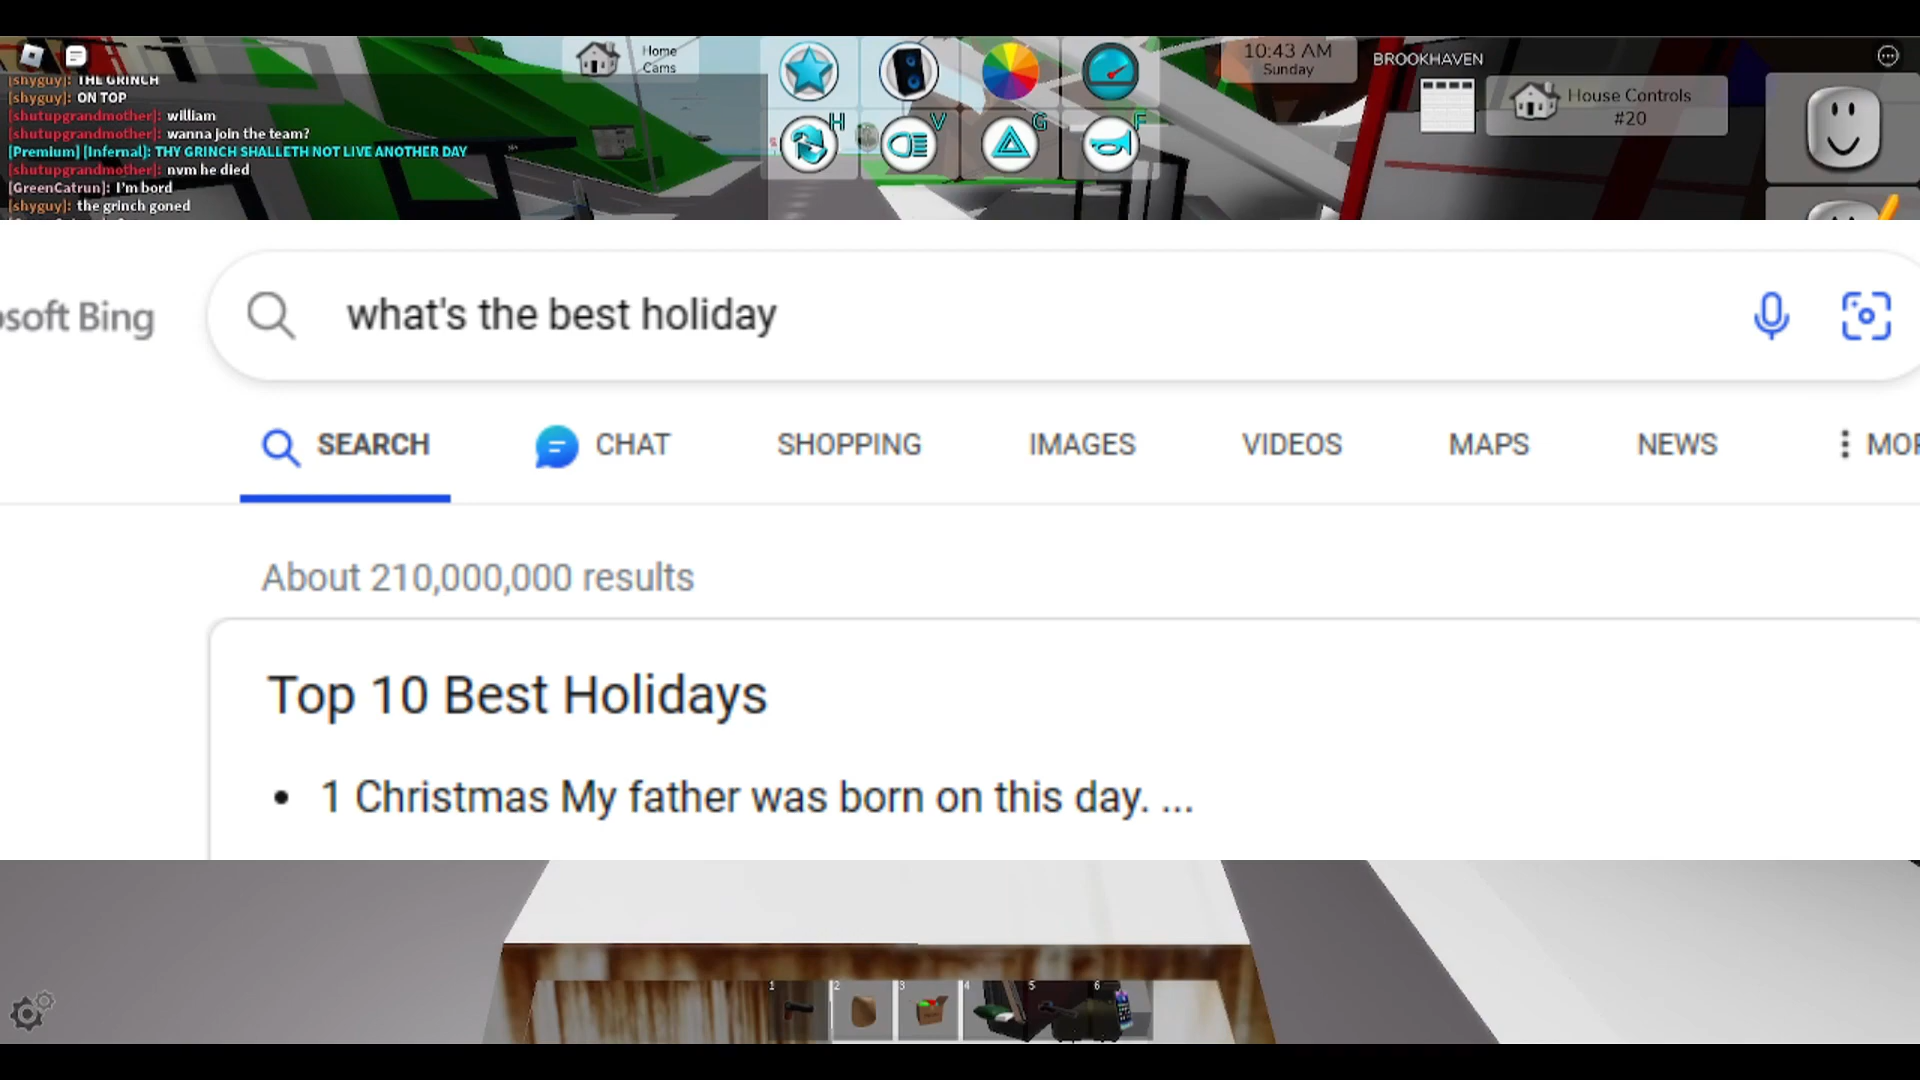 [shyguy]: THE GRINCH
[shyguy]: ON TOP
[shutupgrandmother]: william
[shutupgrandmother]: wanna join the team?
[Premium] [Infernal]: THY GRINCH SHALLETH NOT LIVE ANOTHER DAY
[shutupgrandmother]: nvm he died
[GreenCatrun]: I'm bord
[shyguy]: the grinch goned
Home
Cams
H
V
G
F
10:43 AM
Sunday
BROOKHAVEN
House Controls
#20
osoft Bing
what's the best holiday
SEARCH
CHAT
SHOPPING
IMAGES
VIDEOS
MAPS
NEWS
MOR
About 210,000,000 results
Top 10 Best Holidays
• 1 Christmas My father was born on this day. ...
1
2
3
4
5
6